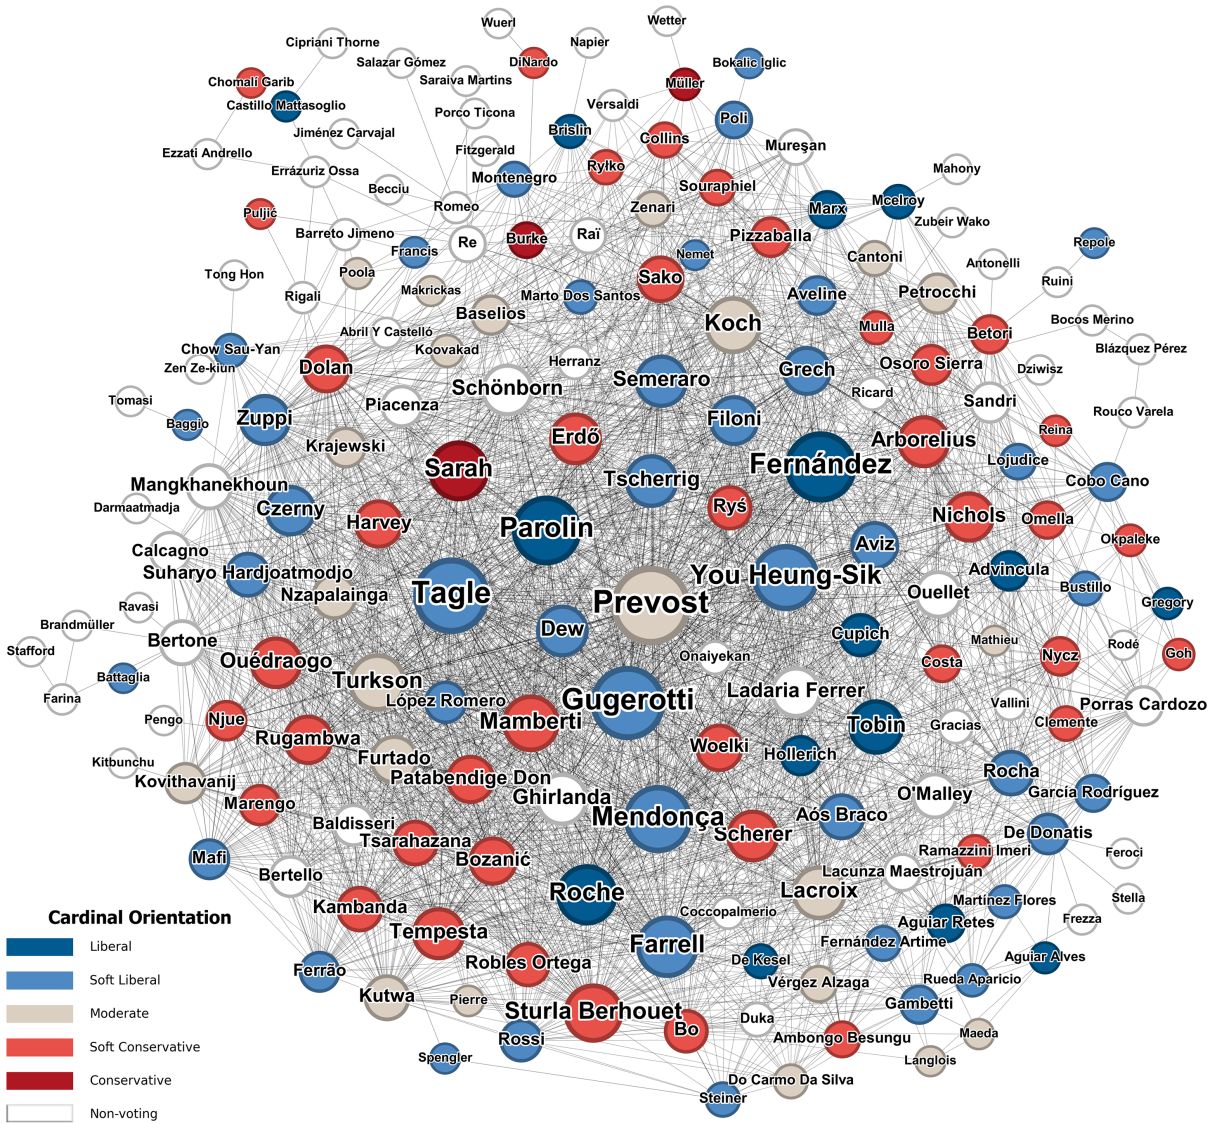 Wetter
Wuerl
Cipriani Thorne
Napier
Salazar Gómez
DiNardo
Bokalic Iglic
Saraiva Martins
Chomalí Garib
Müller
Castillo Mattasoglio
Versaldi
Porco Ticona
Poli
Jiménez Carvajal
Brislin
Collins
Mureşan
Fitzgerald
Ezzati Andrello
Ryłko
Mahony
Errázuriz Ossa
Montenegro
Souraphiel
Becciu
Mcelroy
Romeo
Zenari
Marx
Puljić
Zubeir Wako
Barreto Jimeno
Raï
Pizzaballa
Burke
Re
Repole
Francis
Nemet
Cantoni
Antonelli
Tong Hon
Poola
Sako
Ruini
Makrickas
Petrocchi
Rigali
Marto Dos Santos
Aveline
Baselios
Bocos Merino
Koch
Mulla
Abril Y Castelló
Betori
Chow Sau-Yan
Koovakad
Blázquez Pérez
Herranz
Osoro Sierra
Zen Ze-kiun
Dolan
Grech
Dziwisz
Semeraro
Schönborn
Ricard
Tomasi
Sandri
Piacenza
Rouco Varela
Zuppi
Filoni
Baggio
Reina
Erdő
Arborelius
Krajewski
Lojudice
Fernández
Sarah
Tscherrig
Cobo Cano
Mangkhanekhoun
Ryś
Darmaatmadja
Czerny
Nichols
Omella
Harvey
Parolin
Okpaleke
Aviz
Calcagno
Advincula
Suharyo Hardjoatmodjo
You Heung-Sik
Bustillo
Nzapalainga
Tagle
Ouellet
Prevost
Gregory
Ravasi
Brandmüller
Dew
Cupich
Bertone
Mathieu
Rodé
Stafford
Onaiyekan
Nycz
Goh
Ouédraogo
Costa
Battaglia
Turkson
Ladaria Ferrer
Farina
López Romero
Gugerotti
Vallini
Porras Cardozo
Pengo
Njue
Mamberti
Clemente
Tobin
Gracias
Rugambwa
Woelki
Hollerich
Furtado
Kitbunchu
Rocha
Patabendige Don
Kovithavanij
García Rodríguez
O'Malley
Ghirlanda
Marengo
Aós Braco
Mendonça
Baldisseri
De Donatis
Scherer
Tsarahazana
Ramazzini Imeri
Feroci
Mafi
Bozanić
Lacunza Maestrojuán
Bertello
Lacroix
Roche
Stella
Martínez Flores
Kambanda
Coccopalmerio
Frezza
Aguiar Retes
Tempesta
Fernández Artime
Farrell
Aguiar Alves
De Kesel
Robles Ortega
Ferrão
Rueda Aparicio
Vérgez Alzaga
Kutwa
Pierre
Gambetti
Sturla Berhouet
Duka
Bo
Maeda
Ambongo Besungu
Rossi
Spengler
Langlois
Do Carmo Da Silva
Steiner
Cardinal Orientation
Liberal
Soft Liberal
Moderate
Soft Conservative
Conservative
Non-voting